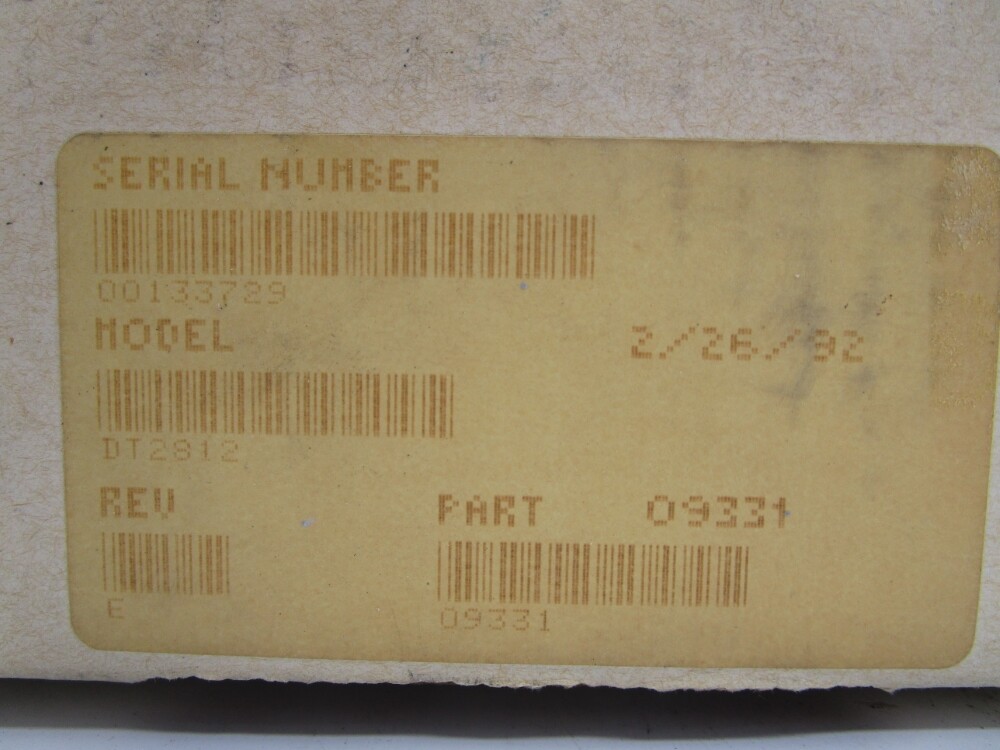 SERIAL NUMBER
00133729
MODEL
2/26/92
DT2812
REV
PART 09331
E
09331